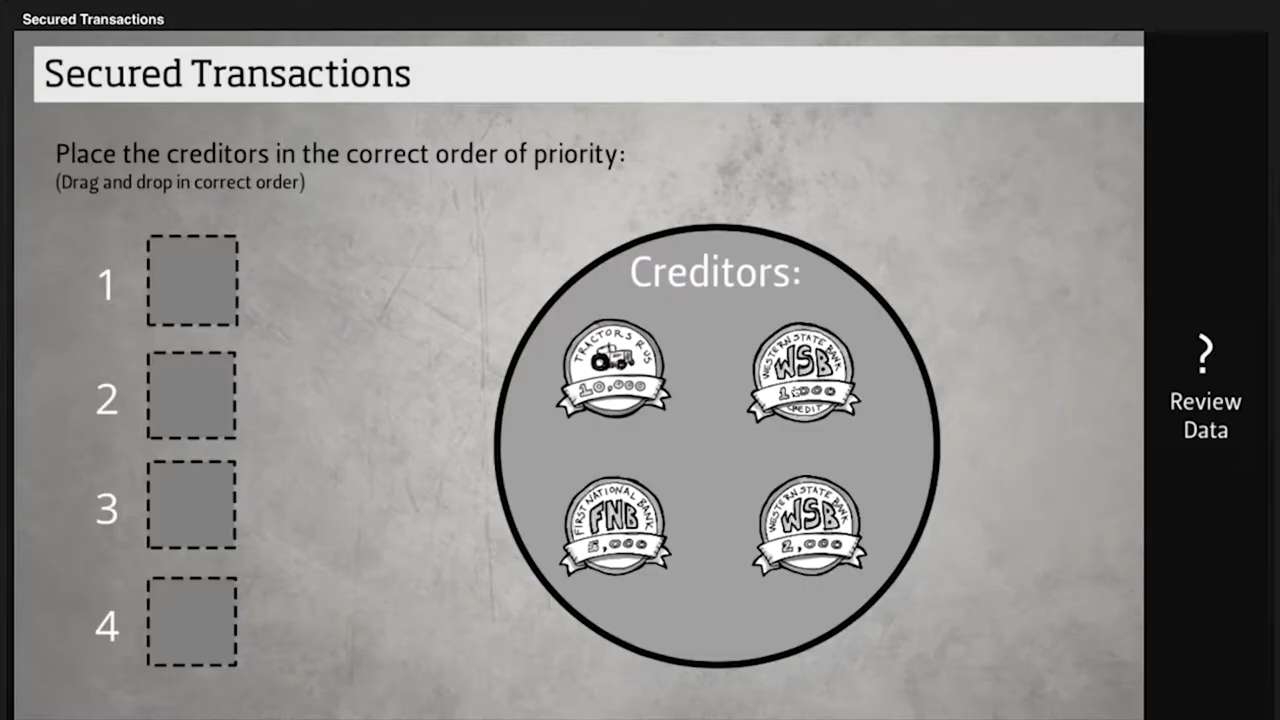 Secured Transactions
Secured Transactions
Place the creditors in the correct order of priority:
(Drag and drop in correct order)
1
2
3
4
Creditors:
TRACTORS R US
10,000
WESTERN STATE BANK
WSB
CREDIT
FIRST NATIONAL BANK
FNB
5,000
WESTERN STATE BANK
WSB
2,000
?
Review
Data